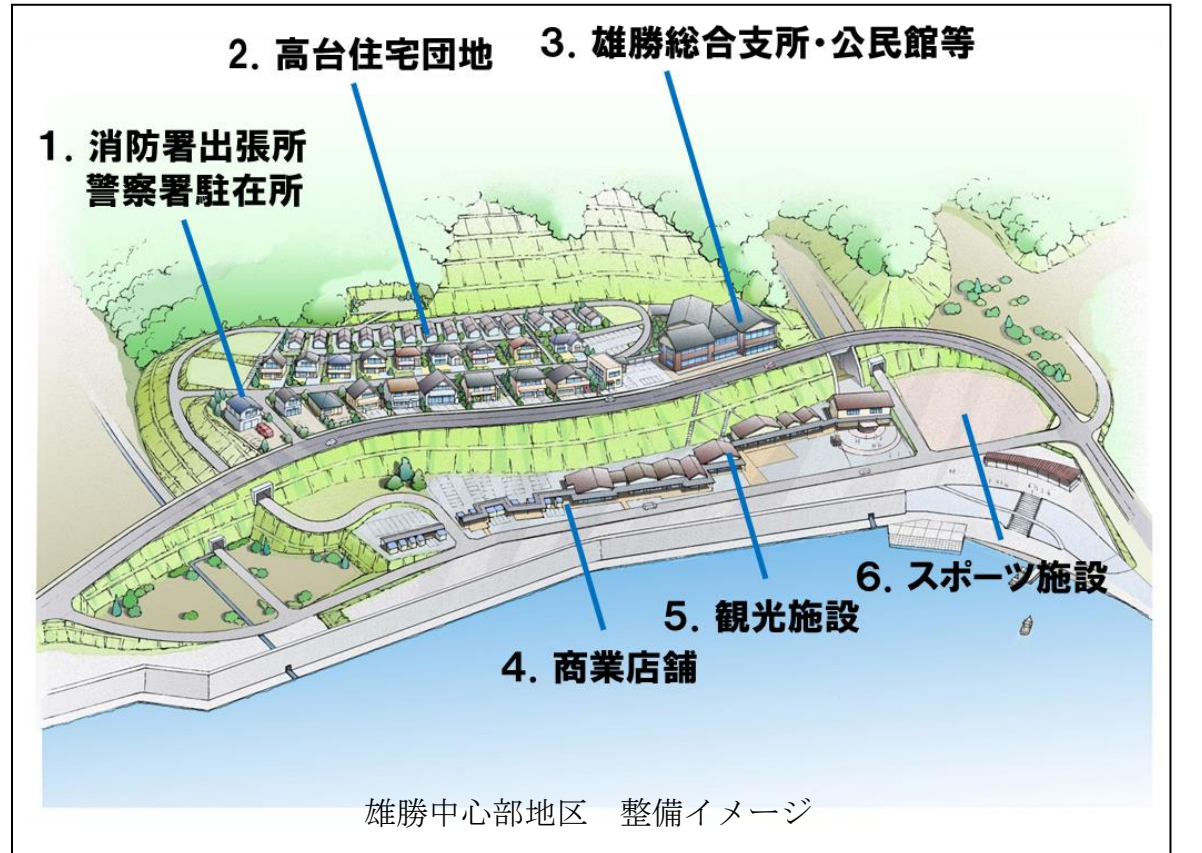 1. 消防署出張所
警察署駐在所
2. 高台住宅団地
3. 雄勝総合支所・公民館等
4. 商業店舗
5. 観光施設
6. スポーツ施設
雄勝中心部地区　整備イメージ